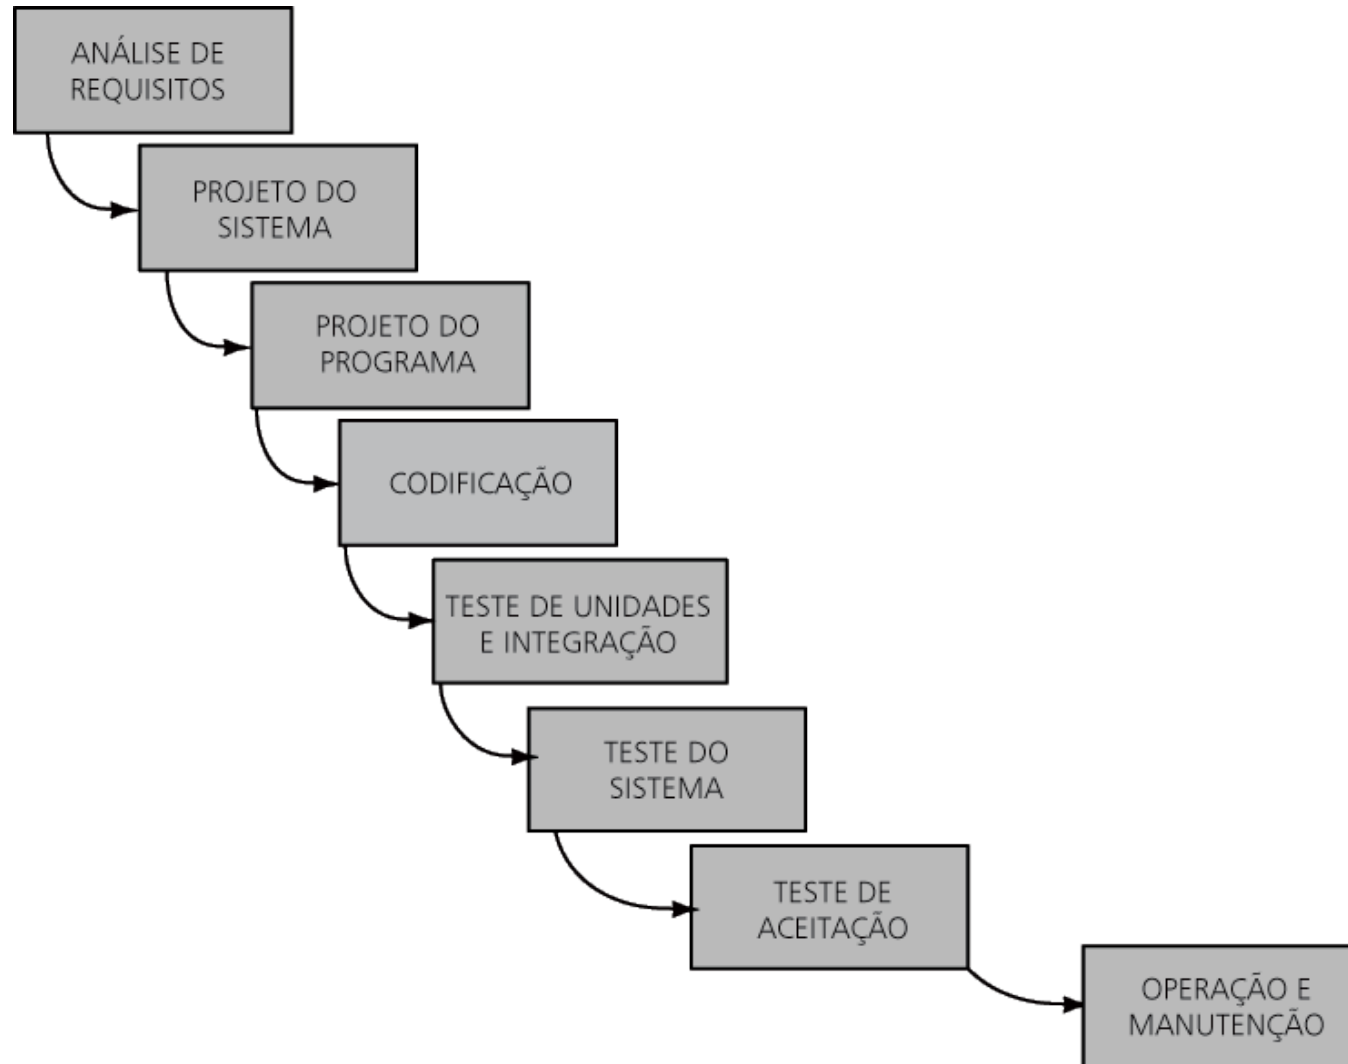 ANÁLISE DE
REQUISITOS
PROJETO DO
SISTEMA
PROJETO DO
PROGRAMA
CODIFICAÇÃO
TESTE DE UNIDADES
E INTEGRAÇÃO
TESTE DO
SISTEMA
TESTE DE
ACEITAÇÃO
OPERAÇÃO E
MANUTENÇÃO